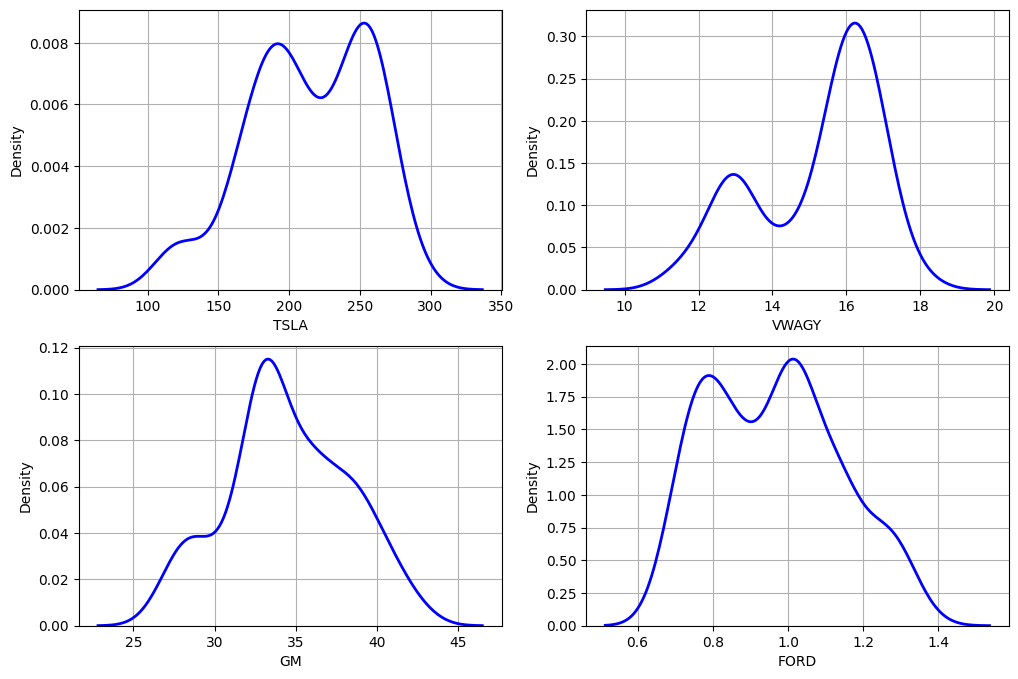 0.008
0.006
0.004
0.002
0.000
Density
100 150 200 250 300 350
TSLA
0.30
0.25
0.20
0.15
0.10
0.05
0.00
Density
10 12 14 16 18 20
VWAGY
0.12
0.10
0.08
0.06
0.04
0.02
0.00
Density
25 30 35 40 45
GM
2.00
1.75
1.50
1.25
1.00
0.75
0.50
0.25
0.00
Density
0.6 0.8 1.0 1.2 1.4
FORD